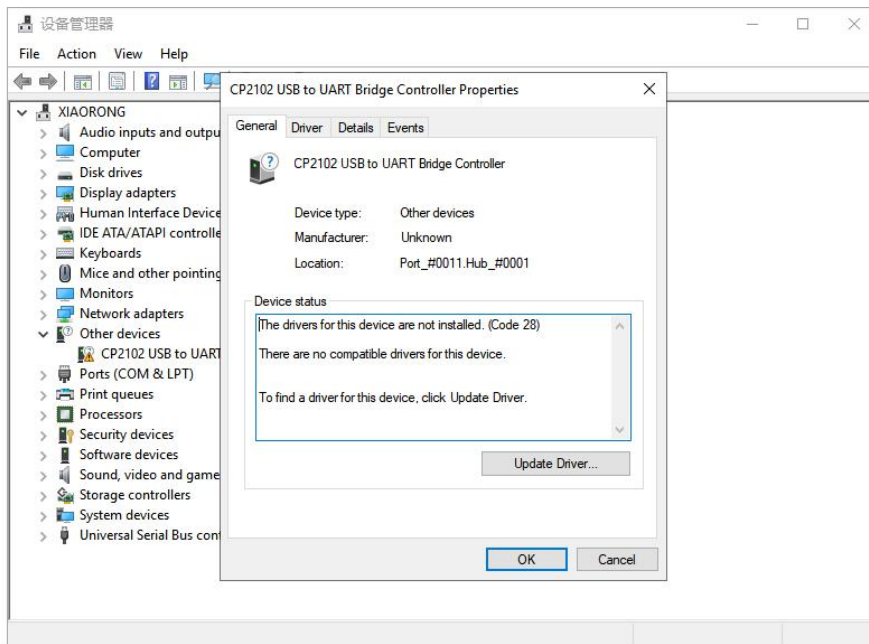 设备管理器
File Action View Help
XIAORONG
Audio inputs and outpu
Computer
Disk drives
Display adapters
Human Interface Device
IDE ATA/ATAPI controlle
Keyboards
Mice and other pointing
Monitors
Network adapters
Other devices
CP2102 USB to UART
Ports (COM & LPT)
Print queues
Processors
Security devices
Software devices
Sound, video and game
Storage controllers
System devices
Universal Serial Bus con
CP2102 USB to UART Bridge Controller Properties
General Driver Details Events
CP2102 USB to UART Bridge Controller
Device type: Other devices
Manufacturer: Unknown
Location: Port_#0011.Hub_#0001
Device status
The drivers for this device are not installed. (Code 28)
There are no compatible drivers for this device.
To find a driver for this device, click Update Driver.
Update Driver...
OK Cancel